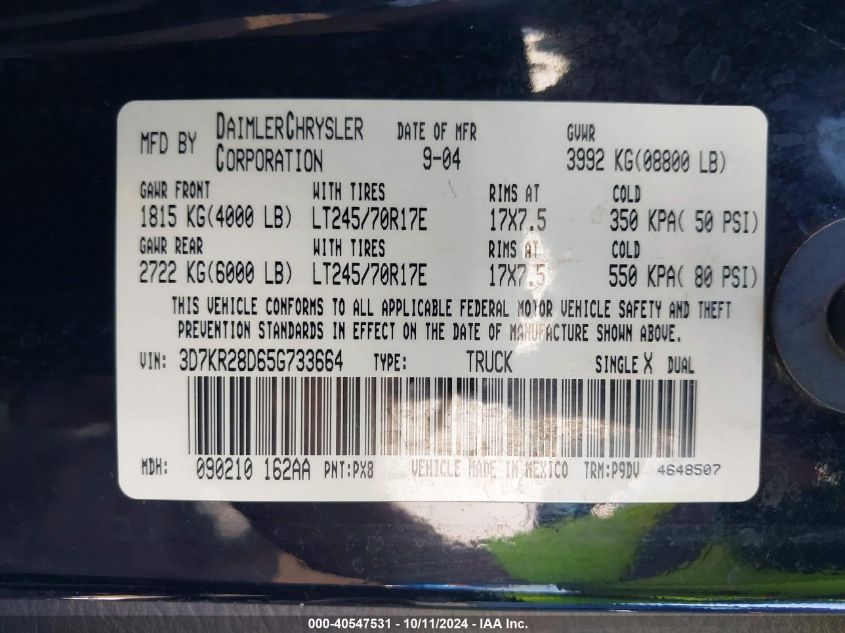 MFD BY DAIMLERCHRYSLER CORPORATION DATE OF MFR 9-04 GVWR 3992 KG(08800 LB)
GAWR FRONT WITH TIRES RIMS AT COLD
1815 KG(4000 LB) LT245/70R17E 17X7.5 350 KPA( 50 PSI)
GAWR REAR WITH TIRES RIMS AT COLD
2722 KG(6000 LB) LT245/70R17E 17X7.5 550 KPA( 80 PSI)
THIS VEHICLE CONFORMS TO ALL APPLICABLE FEDERAL MOTOR VEHICLE SAFETY AND THEFT
PREVENTION STANDARDS IN EFFECT ON THE DATE OF MANUFACTURE SHOWN ABOVE.
VIN: 3D7KR28D65G733664 TYPE: TRUCK SINGLE X DUAL
MDH: 090210 162AA PNT:PX8 VEHICLE MADE IN MEXICO TRM:P9DV 4648507
000-40547531 - 10/11/2024 - IAA Inc.